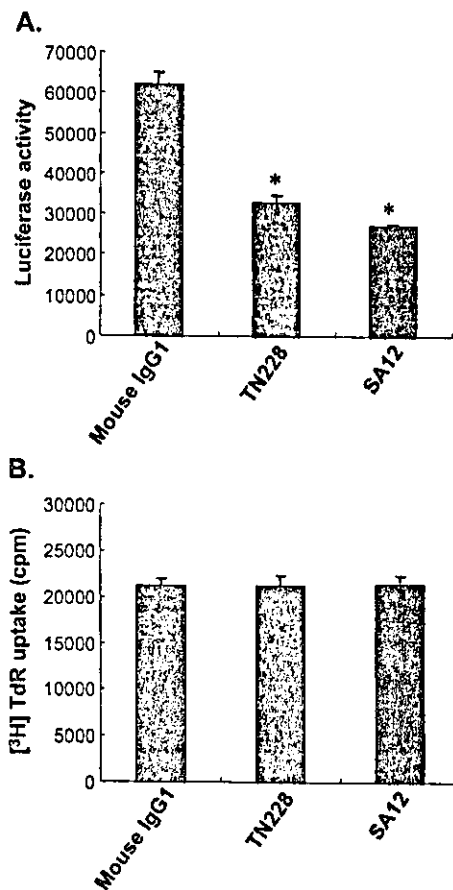 A.
70000
60000
50000
40000
30000
20000
10000
0
Luciferase activity
*
*
Mouse IgG1
TN228
SA12
B.
30000
25000
20000
15000
10000
5000
0
[³H] TdR uptake (cpm)
Mouse IgG1
TN228
SA12